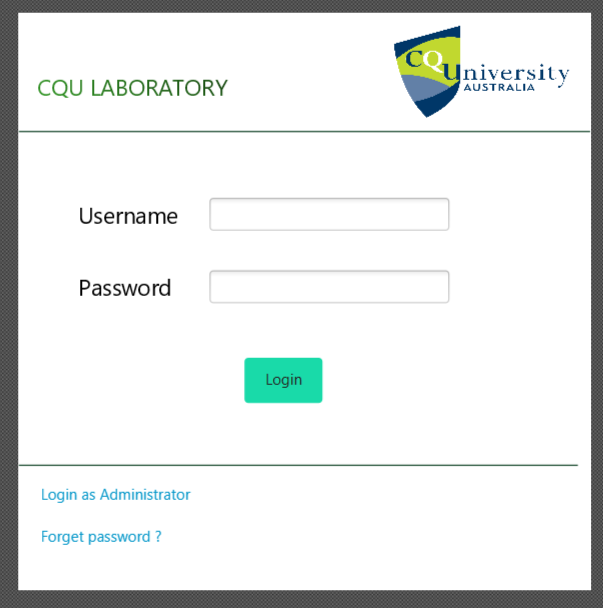 CQU LABORATORY
CQUniversity
AUSTRALIA
Username
Password
Login
Login as Administrator
Forget password ?